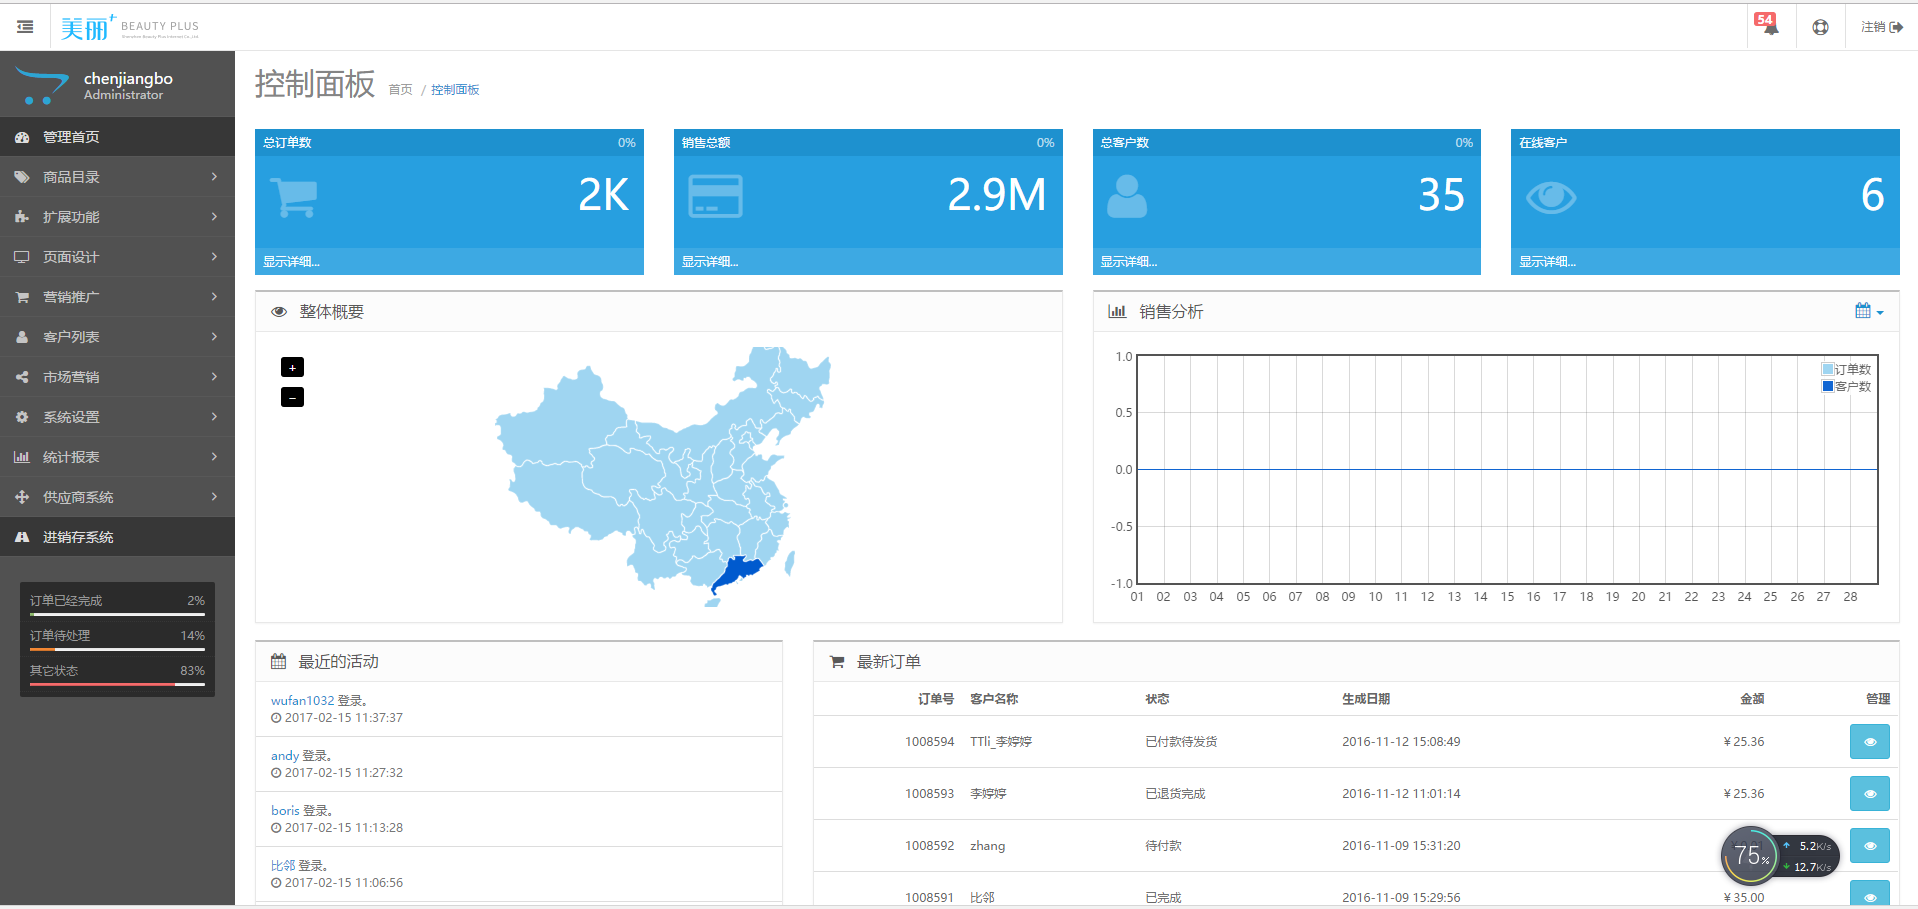 美丽+ BEAUTY PLUS
54
注销
chenjiangbo
Administrator
管理首页
商品目录
扩展功能
页面设计
营销推广
客户列表
市场营销
系统设置
统计报表
供应商系统
进销存系统
订单已经完成 2%
订单待处理 14%
其它状态 83%
控制面板 首页 / 控制面板
总订单数 0%
2K
显示详细...
销售总额 0%
2.9M
显示详细...
总客户数 0%
35
显示详细...
在线客户
6
显示详细...
整体概要
+
−
销售分析
1.0
0.5
0.0
-0.5
-1.0
订单数
客户数
01 02 03 04 05 06 07 08 09 10 11 12 13 14 15 16 17 18 19 20 21 22 23 24 25 26 27 28
最近的活动
wufan1032 登录。
2017-02-15 11:37:37
andy 登录。
2017-02-15 11:27:32
boris 登录。
2017-02-15 11:13:28
比邻 登录。
2017-02-15 11:06:56
最新订单
订单号 客户名称 状态 生成日期 金额 管理
1008594 TTli_李婷婷 已付款待发货 2016-11-12 15:08:49 ￥25.36
1008593 李婷婷 已退货完成 2016-11-12 11:01:14 ￥25.36
1008592 zhang 待付款 2016-11-09 15:31:20
1008591 比邻 已完成 2016-11-09 15:29:56 ￥35.00
75%
5.2K/s
12.7K/s